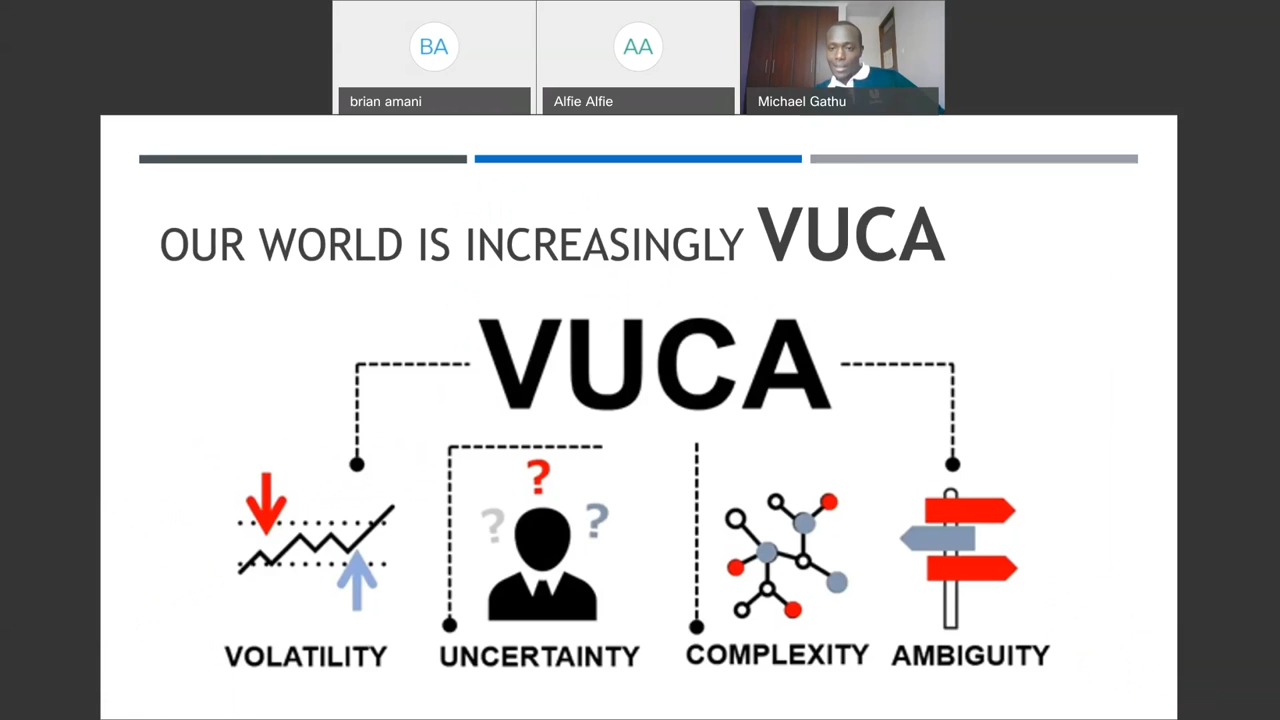 BA
AA
brian amani
Alfie Alfie
Michael Gathu
OUR WORLD IS INCREASINGLY VUCA
VUCA
?
? ?
VOLATILITY UNCERTAINTY COMPLEXITY AMBIGUITY